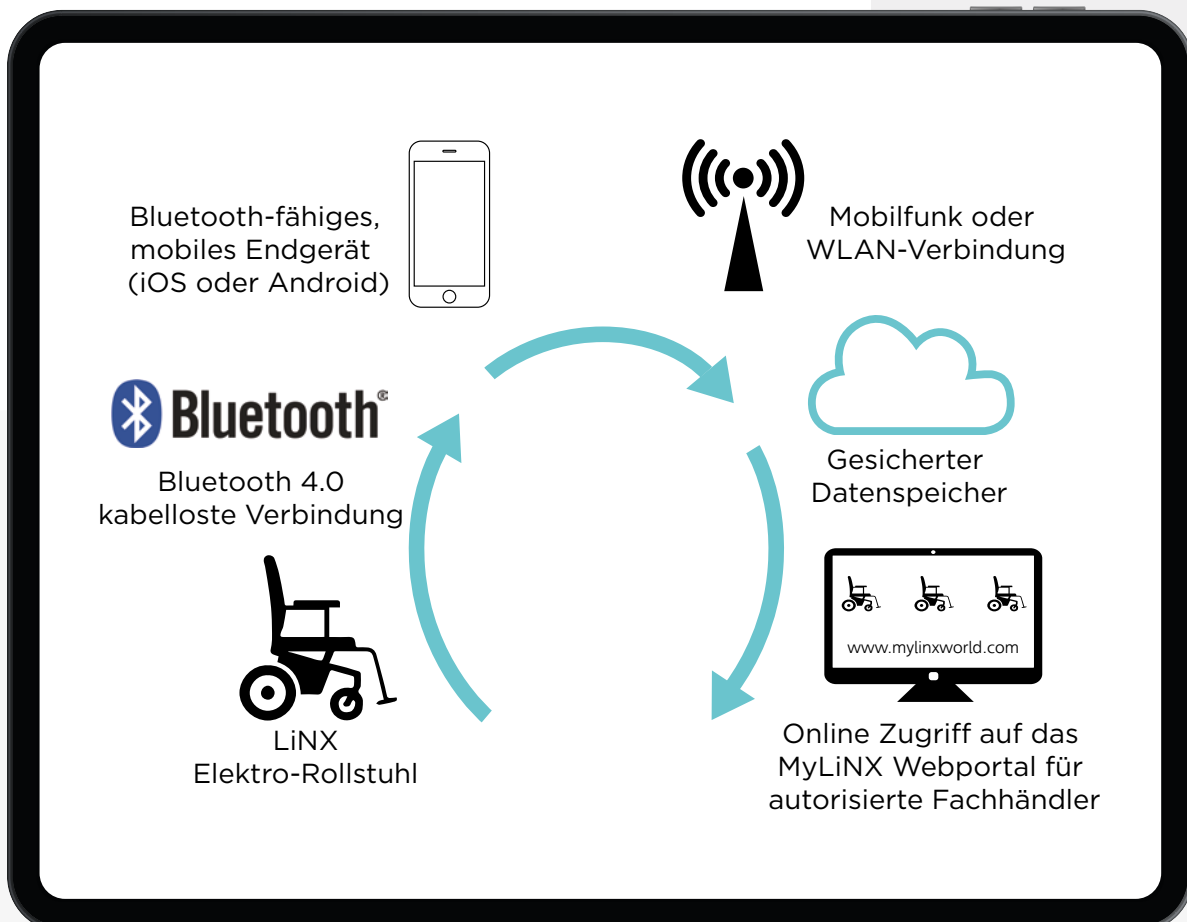 Bluetooth-fähiges,
mobiles Endgerät
(iOS oder Android)
Mobilfunk oder
WLAN-Verbindung
Bluetooth®
Bluetooth 4.0
kabelloste Verbindung
Gesicherter
Datenspeicher
www.mylinxworld.com
LiNX
Elektro-Rollstuhl
Online Zugriff auf das
MyLiNX Webportal für
autorisierte Fachhändler